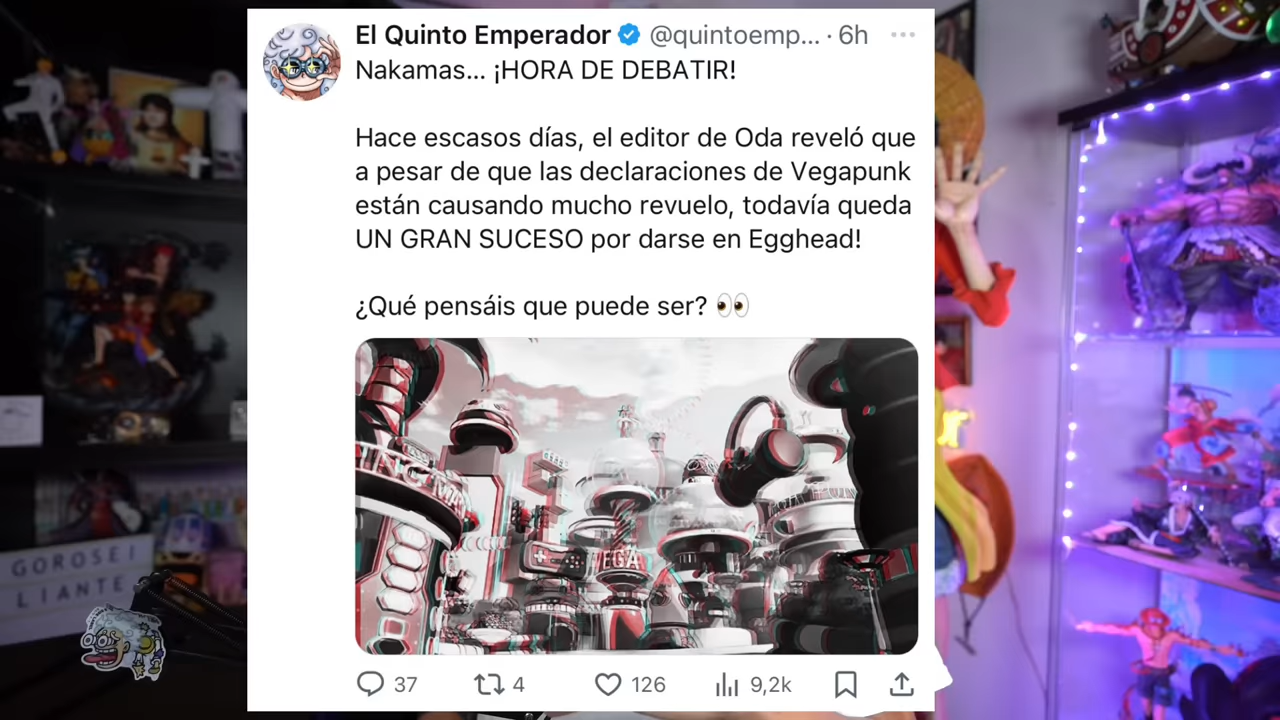 El Quinto Emperador @quintoemp... · 6h
Nakamas... ¡HORA DE DEBATIR!
Hace escasos días, el editor de Oda reveló que
a pesar de que las declaraciones de Vegapunk
están causando mucho revuelo, todavía queda
UN GRAN SUCESO por darse en Egghead!
¿Qué pensáis que puede ser? 👀
VEGA
37 4 126 9,2k
GOROSEI
LIANTE